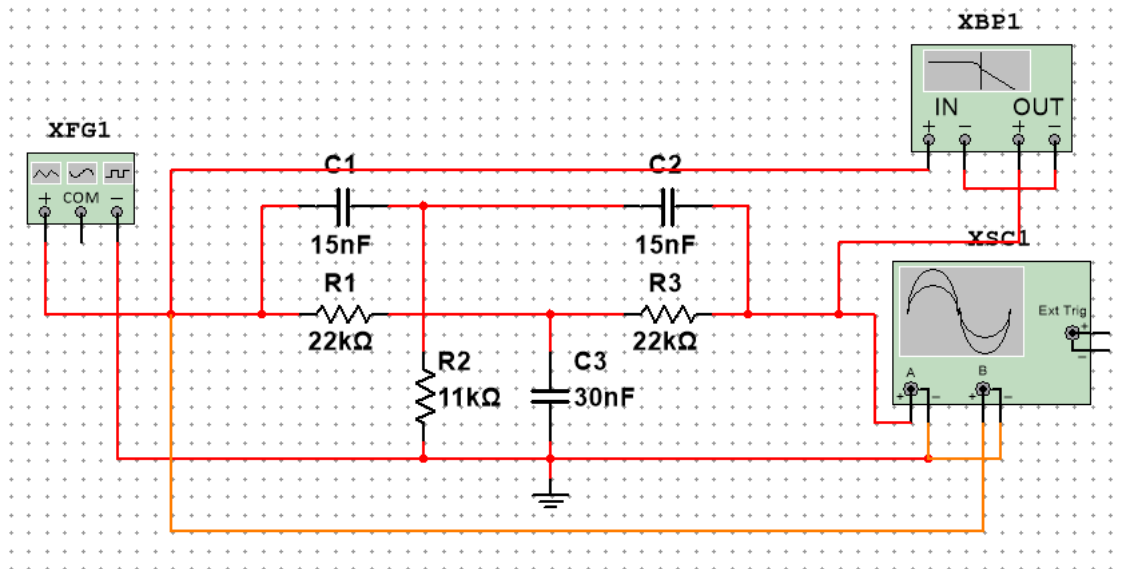 XBP1
IN OUT
+ − + −
XFG1
+ COM −
C1
15nF
C2
15nF
R1
22kΩ
R3
22kΩ
R2
11kΩ
C3
30nF
XSC1
Ext Trig
+
−
A B
+ − + −